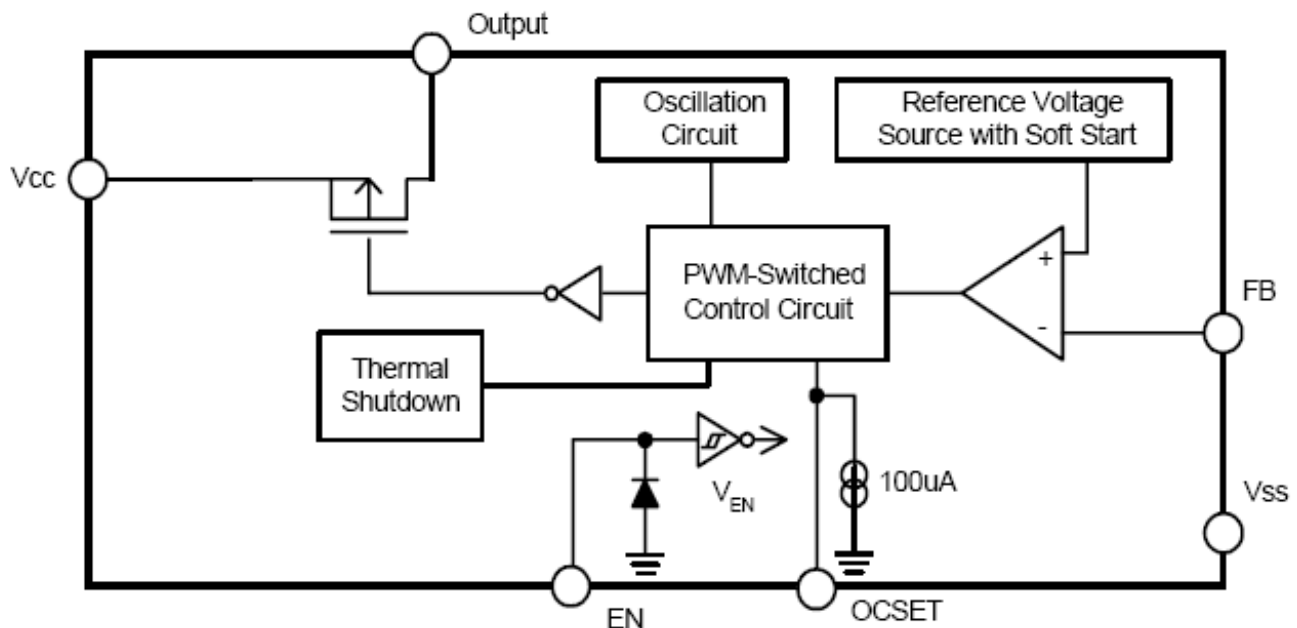 Output
Oscillation
Circuit
Reference Voltage
Source with Soft Start
Vcc
+
PWM-Switched
Control Circuit
FB
-
Thermal
Shutdown
VEN
100uA
Vss
EN
OCSET